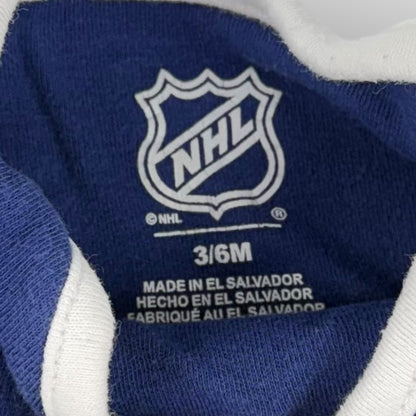 NHL
©NHL ®
3/6M
MADE IN EL SALVADOR
HECHO EN EL SALVADOR
FABRIQUÉ AU EL SALVADOR